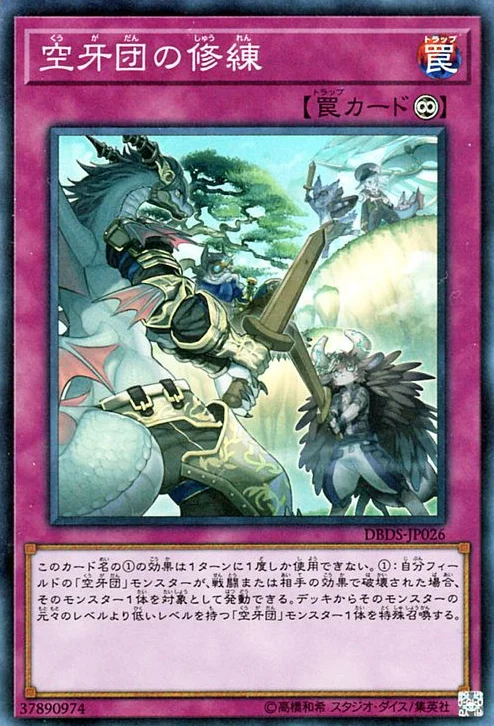 空牙団の修練
罠
【罠カード】
DBDS-JP026
このカード名の①の効果は1ターンに1度しか使用できない。①：自分フィー
ルドの「空牙団」モンスターが、戦闘または相手の効果で破壊された場合、
そのモンスター1体を対象として発動できる。デッキからそのモンスターの
元々のレベルより低いレベルを持つ「空牙団」モンスター1体を特殊召喚する。
37890974
©高橋和希 スタジオ・ダイス/集英社